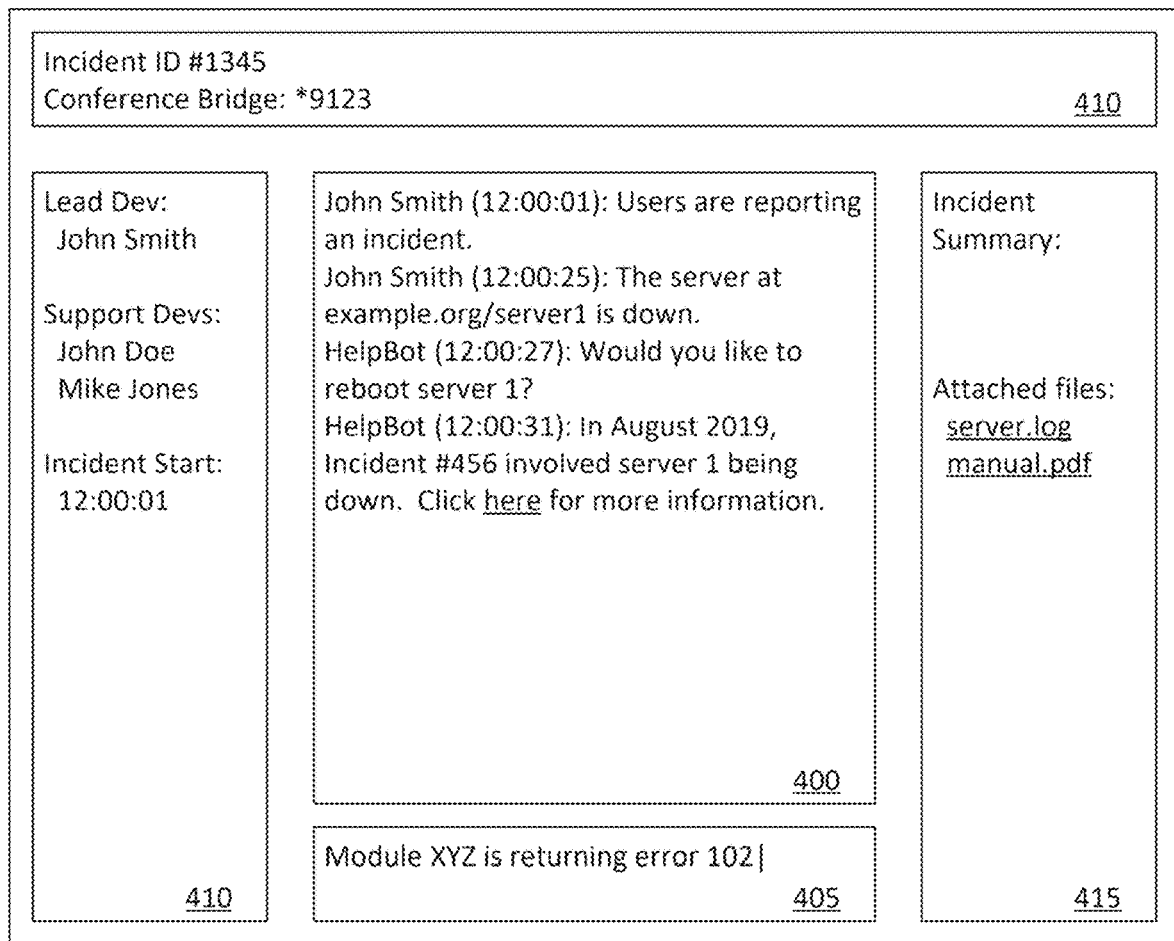 Incident ID #1345
Conference Bridge: *9123
410
Lead Dev:
John Smith
Support Devs:
John Doe
Mike Jones
Incident Start:
12:00:01
410
John Smith (12:00:01): Users are reporting
an incident.
John Smith (12:00:25): The server at
example.org/server1 is down.
HelpBot (12:00:27): Would you like to
reboot server 1?
HelpBot (12:00:31): In August 2019,
Incident #456 involved server 1 being
down. Click here for more information.
400
Module XYZ is returning error 102|
405
Incident
Summary:
Attached files:
server.log
manual.pdf
415